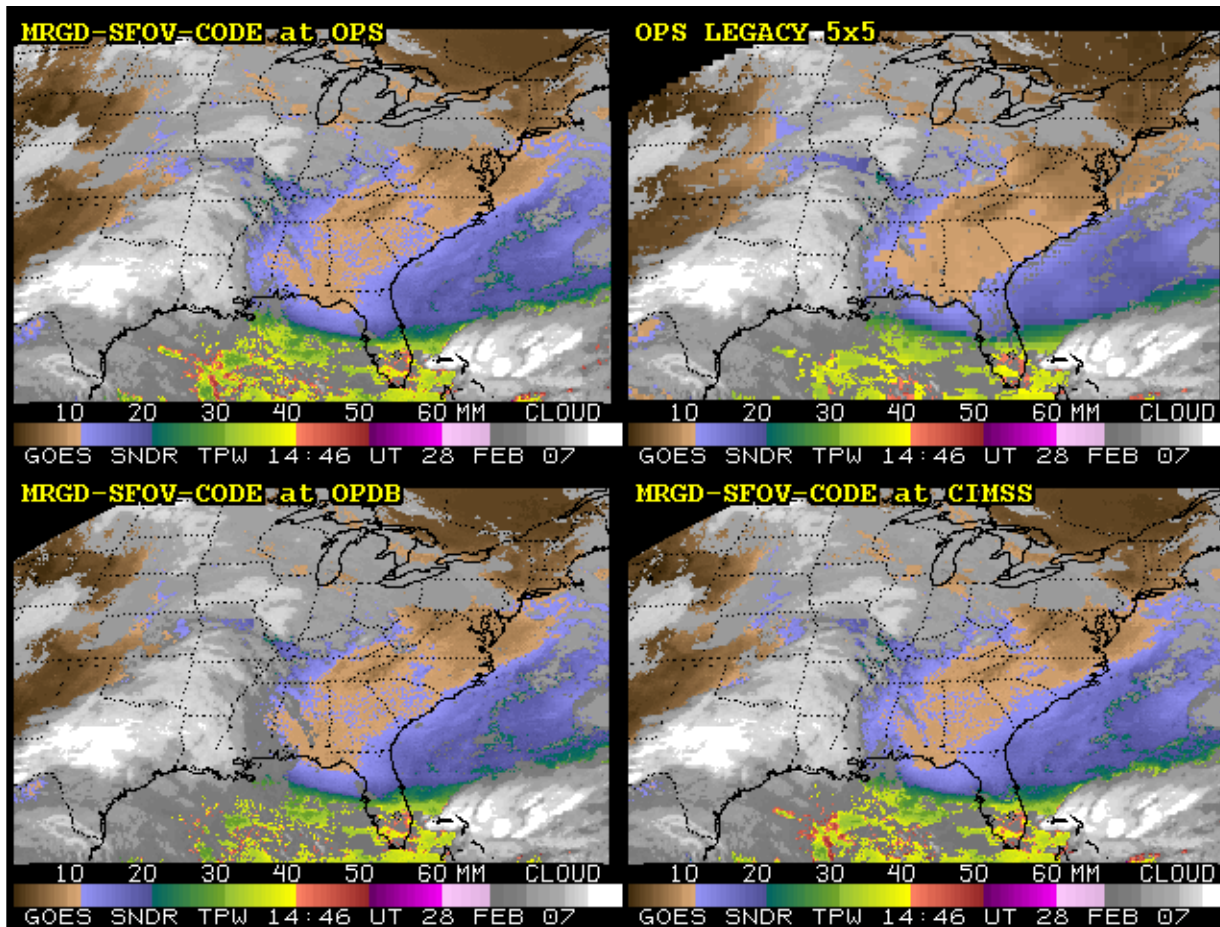 MRGD-SFOV-CODE at OPS
10 20 30 40 50 60 MM CLOUD
GOES SNDR TPW 14:46 UT 28 FEB 07
OPS LEGACY 5x5
10 20 30 40 50 60 MM CLOUD
GOES SNDR TPW 14:46 UT 28 FEB 07
MRGD-SFOV-CODE at OPDB
10 20 30 40 50 60 MM CLOUD
GOES SNDR TPW 14:46 UT 28 FEB 07
MRGD-SFOV-CODE at CIMSS
10 20 30 40 50 60 MM CLOUD
GOES SNDR TPW 14:46 UT 28 FEB 07